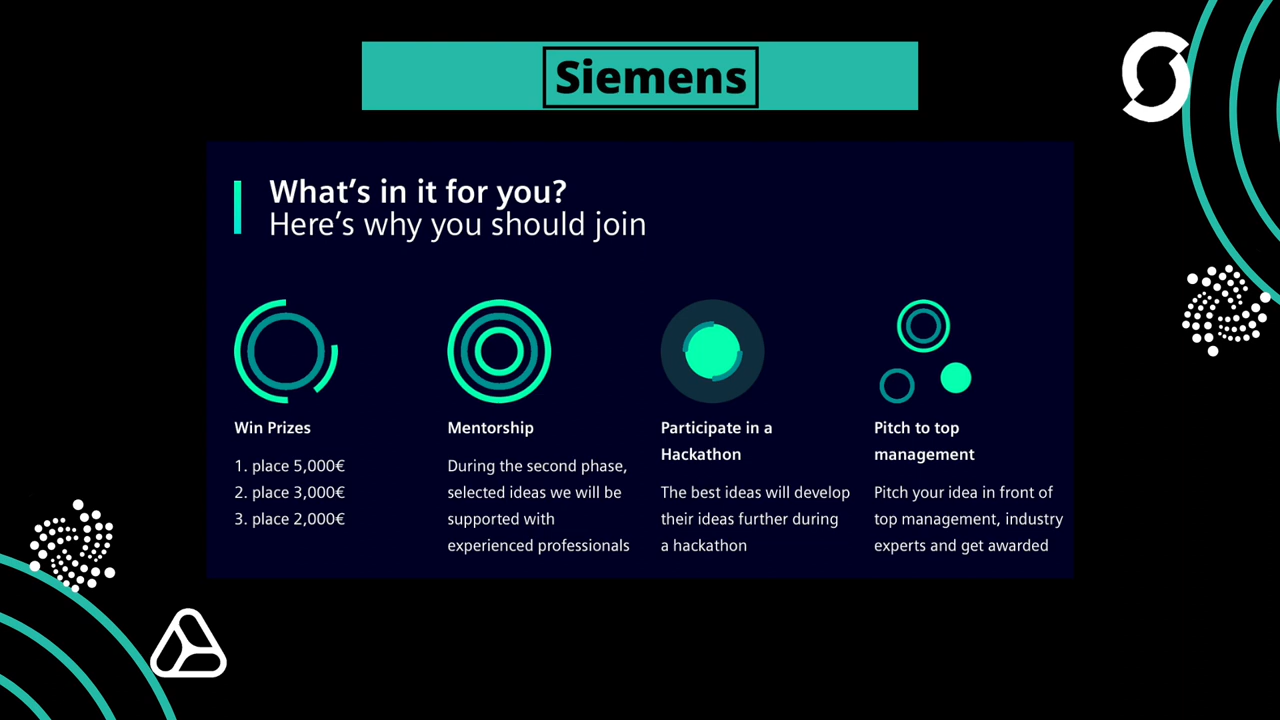 Siemens
What's in it for you?
Here's why you should join
Win Prizes
1. place 5,000€
2. place 3,000€
3. place 2,000€
Mentorship
During the second phase,
selected ideas we will be
supported with
experienced professionals
Participate in a
Hackathon
The best ideas will develop
their ideas further during
a hackathon
Pitch to top
management
Pitch your idea in front of
top management, industry
experts and get awarded